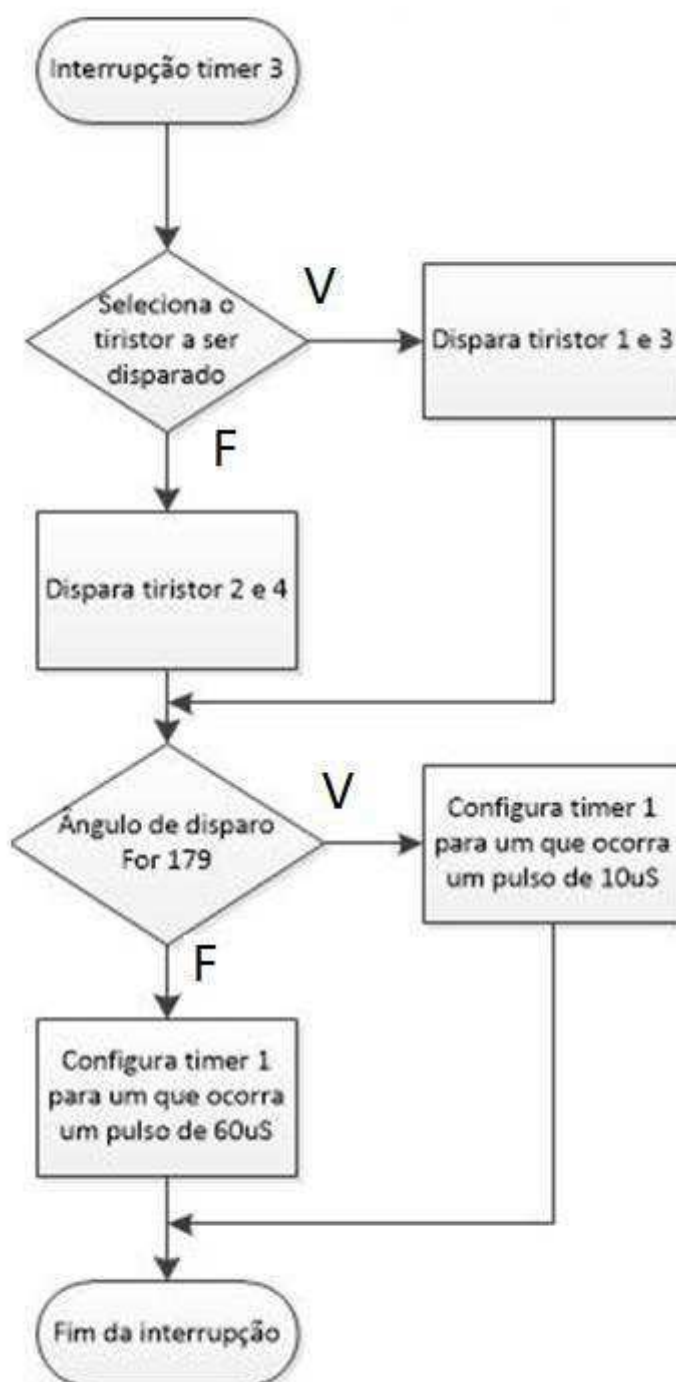 Interrupção timer 3
V
Seleciona o
tiristor a ser
disparado
Dispara tiristor 1 e 3
F
Dispara tiristor 2 e 4
V
Ângulo de disparo
For 179
Configura timer 1
para um que ocorra
um pulso de 10uS
F
Configura timer 1
para um que ocorra
um pulso de 60uS
Fim da interrupção